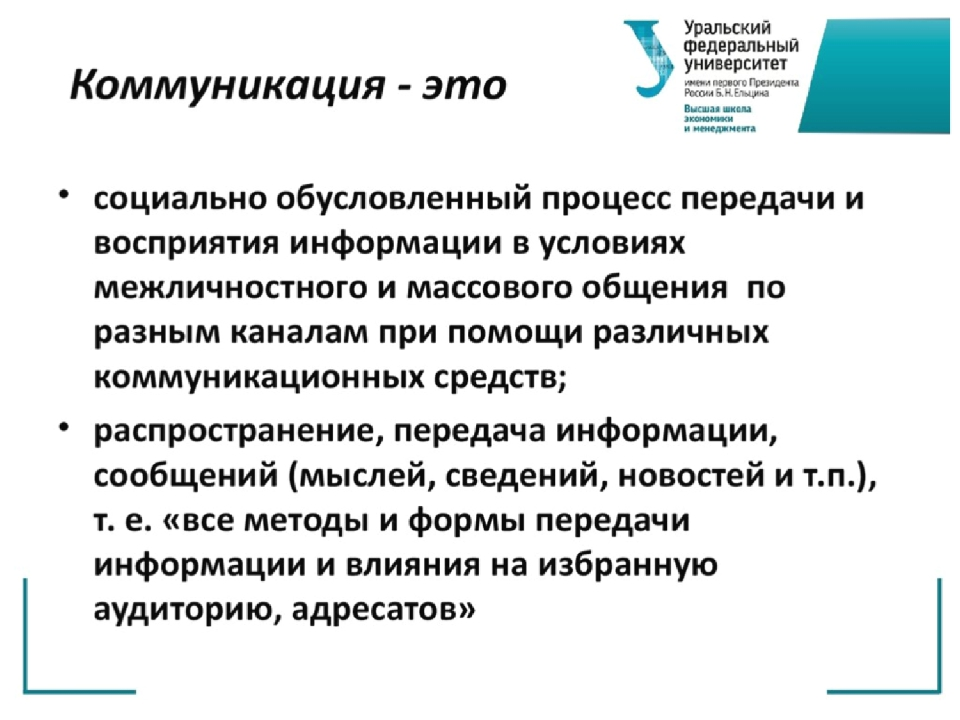 Уральский
федеральный
университет
имени первого Президента
России Б.Н.Ельцина
Высшая школа
экономики
и менеджмента
Коммуникация - это
• социально обусловленный процесс передачи и
восприятия информации в условиях
межличностного и массового общения  по
разным каналам при помощи различных
коммуникационных средств;
• распространение, передача информации,
сообщений (мыслей, сведений, новостей и т.п.),
т. е. «все методы и формы передачи
информации и влияния на избранную
аудиторию, адресатов»